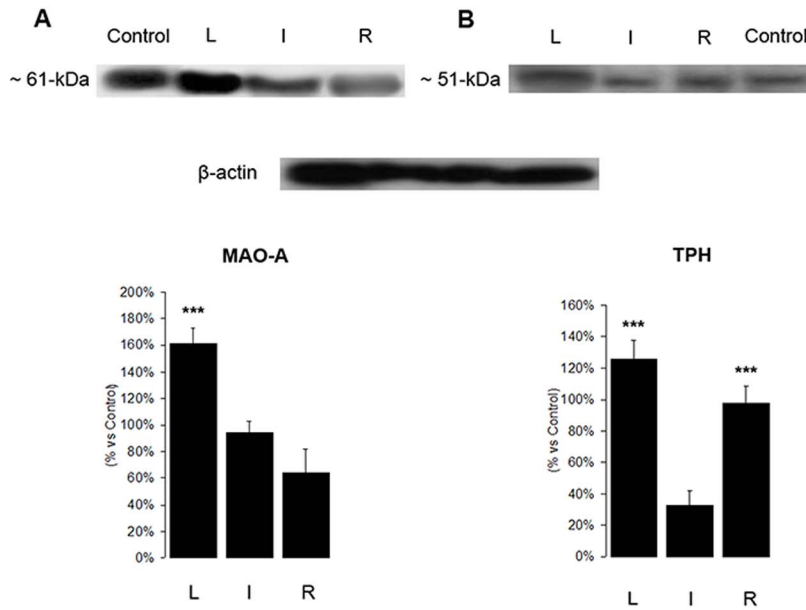 A
Control L I R
~ 61-kDa
B
L I R Control
~ 51-kDa
β-actin
MAO-A
200%
180%
160%
140%
120%
100%
80%
60%
40%
20%
0%
(% vs Control)
***
L I R
TPH
160%
140%
120%
100%
80%
60%
40%
20%
0%
(% vs Control)
***
***
L I R